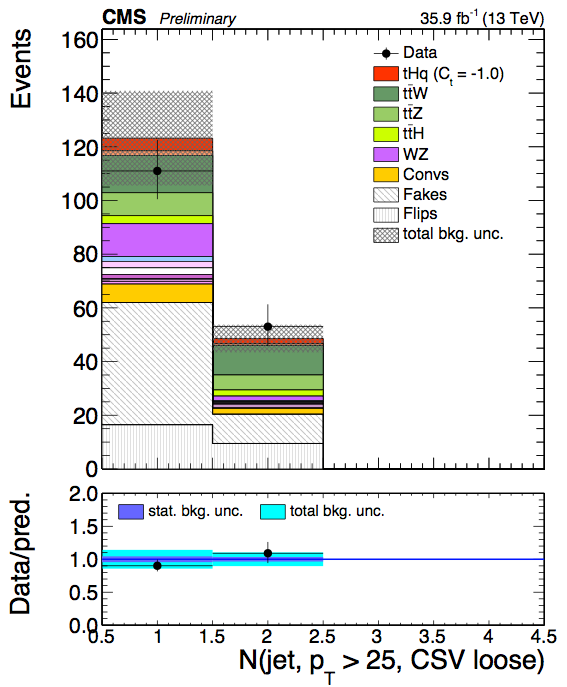 CMS Preliminary 35.9 fb⁻¹ (13 TeV)
Events
160
140
120
100
80
60
40
20
0
Data
tHq (Cₜ = -1.0)
tt̄W
tt̄Z
tt̄H
WZ
Convs
Fakes
Flips
total bkg. unc.
Data/pred.
2.0
1.5
1.0
0.5
0.0
stat. bkg. unc. total bkg. unc.
0.5 1 1.5 2 2.5 3 3.5 4 4.5
N(jet, p_T > 25, CSV loose)